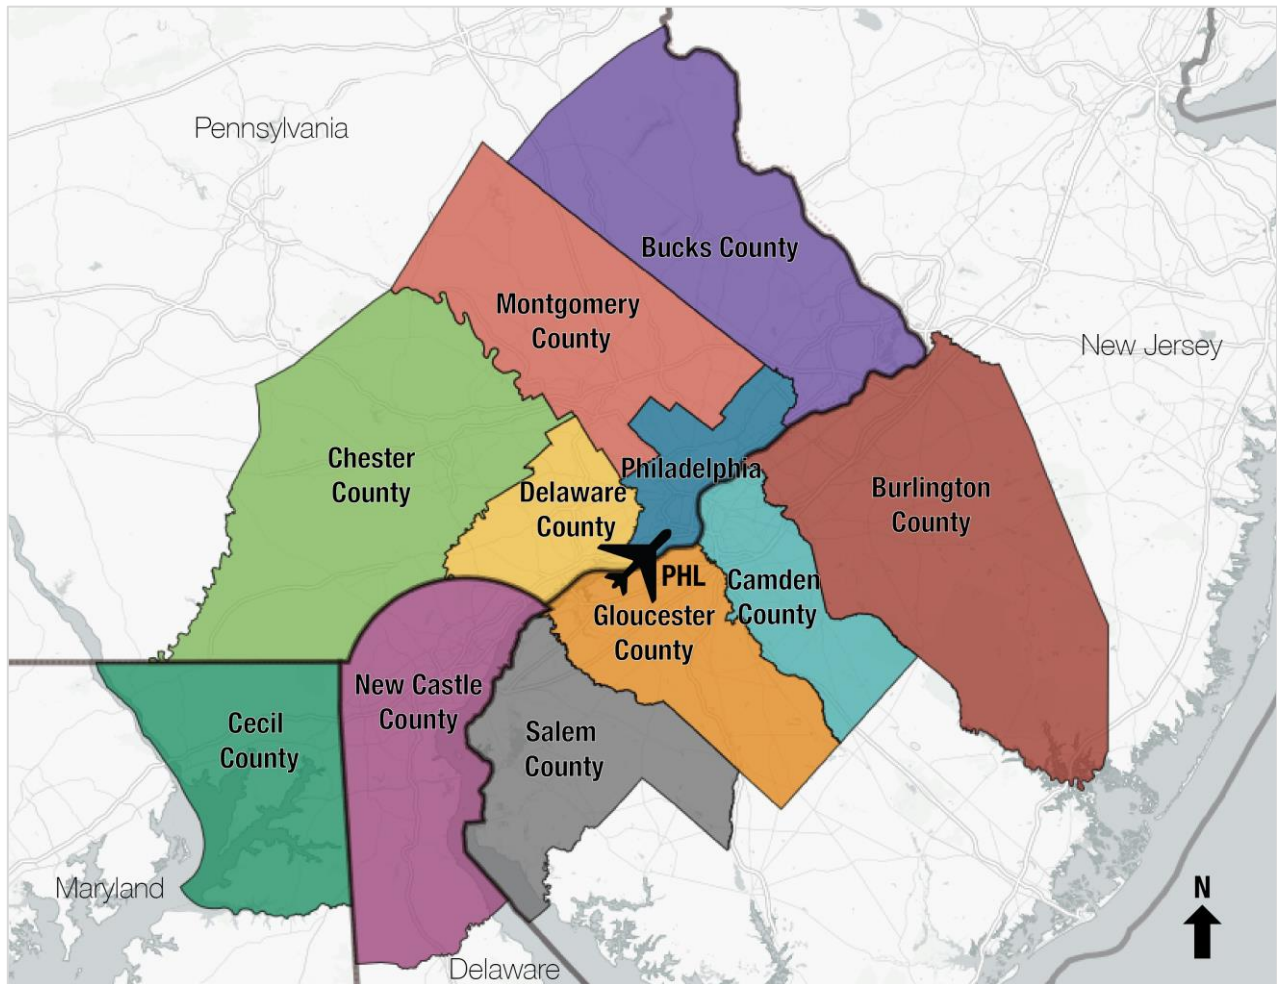 Pennsylvania
Bucks County
Montgomery
County
New Jersey
Chester
County
Philadelphia
Delaware
County
Burlington
County
PHL
Camden
County
Gloucester
County
New Castle
County
Cecil
County
Salem
County
Maryland
N
Delaware